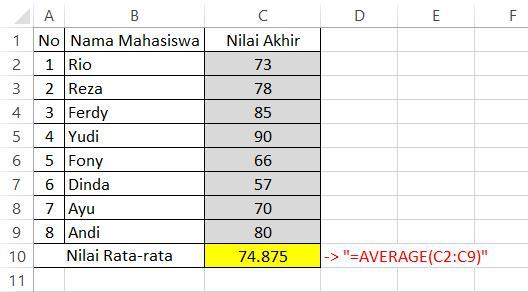 A B C D E F
1 No Nama Mahasiswa Nilai Akhir
2 1 Rio 73
3 2 Reza 78
4 3 Ferdy 85
5 4 Yudi 90
6 5 Fony 66
7 6 Dinda 57
8 7 Ayu 70
9 8 Andi 80
10 Nilai Rata-rata 74.875 -> "=AVERAGE(C2:C9)"
11